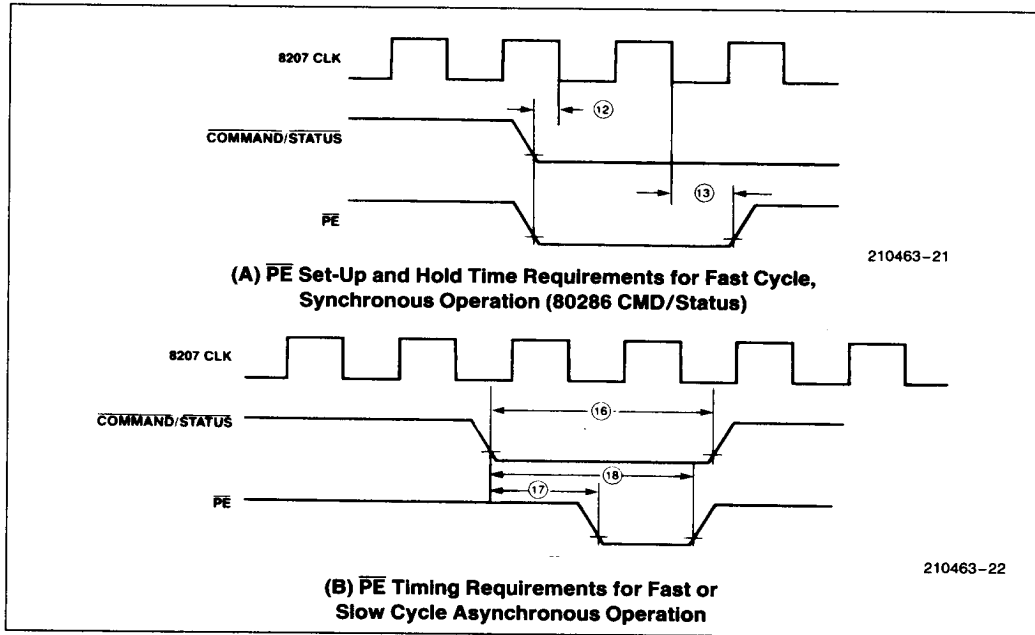 8207 CLK
⑫
COMMAND/STATUS
⑬
PE
210463–21
(A) PE Set-Up and Hold Time Requirements for Fast Cycle,
Synchronous Operation (80286 CMD/Status)
8207 CLK
⑯
COMMAND/STATUS
⑱
⑰
PE
210463–22
(B) PE Timing Requirements for Fast or
Slow Cycle Asynchronous Operation